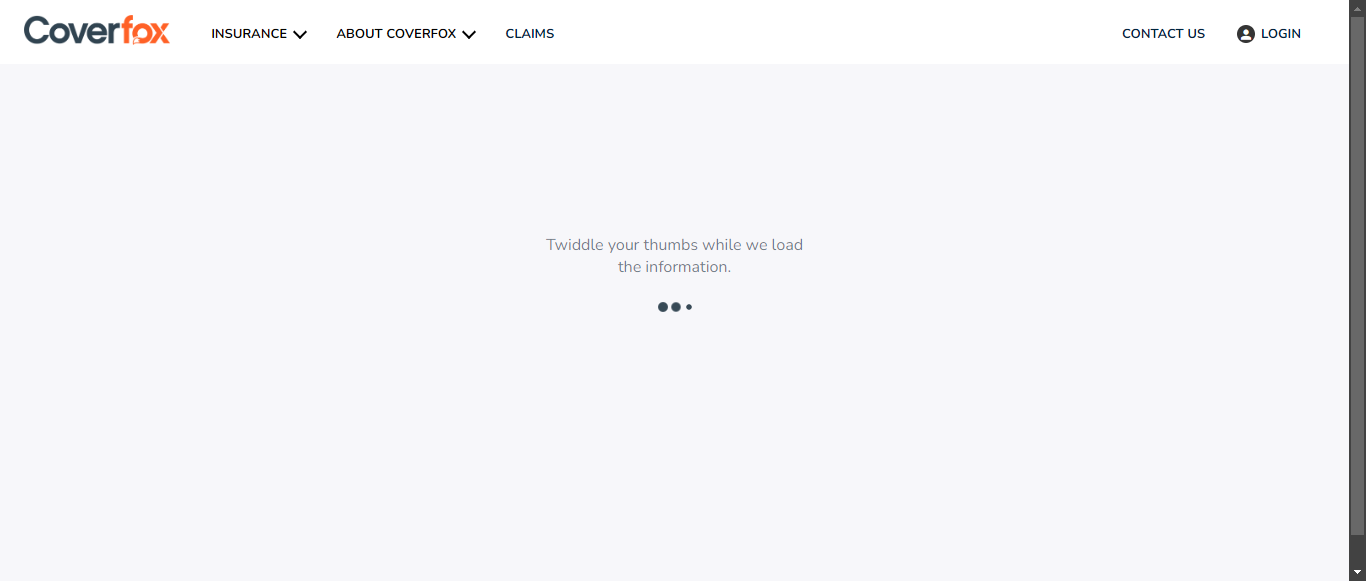 Coverfox INSURANCE ABOUT COVERFOX CLAIMS CONTACT US LOGIN
Twiddle your thumbs while we load
the information.